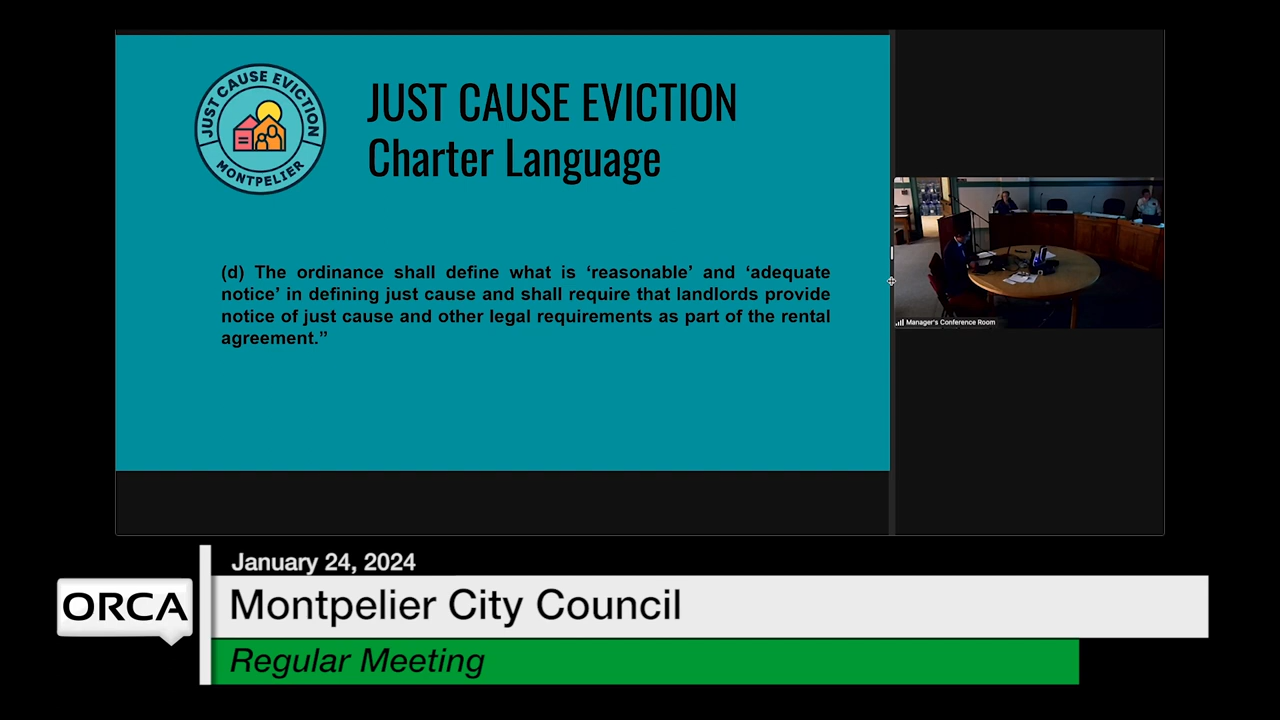 JUST CAUSE EVICTION
MONTPELIER
JUST CAUSE EVICTION
Charter Language
(d) The ordinance shall define what is ‘reasonable’ and ‘adequate
notice’ in defining just cause and shall require that landlords provide
notice of just cause and other legal requirements as part of the rental
agreement.”
Manager's Conference Room
January 24, 2024
ORCA
Montpelier City Council
Regular Meeting